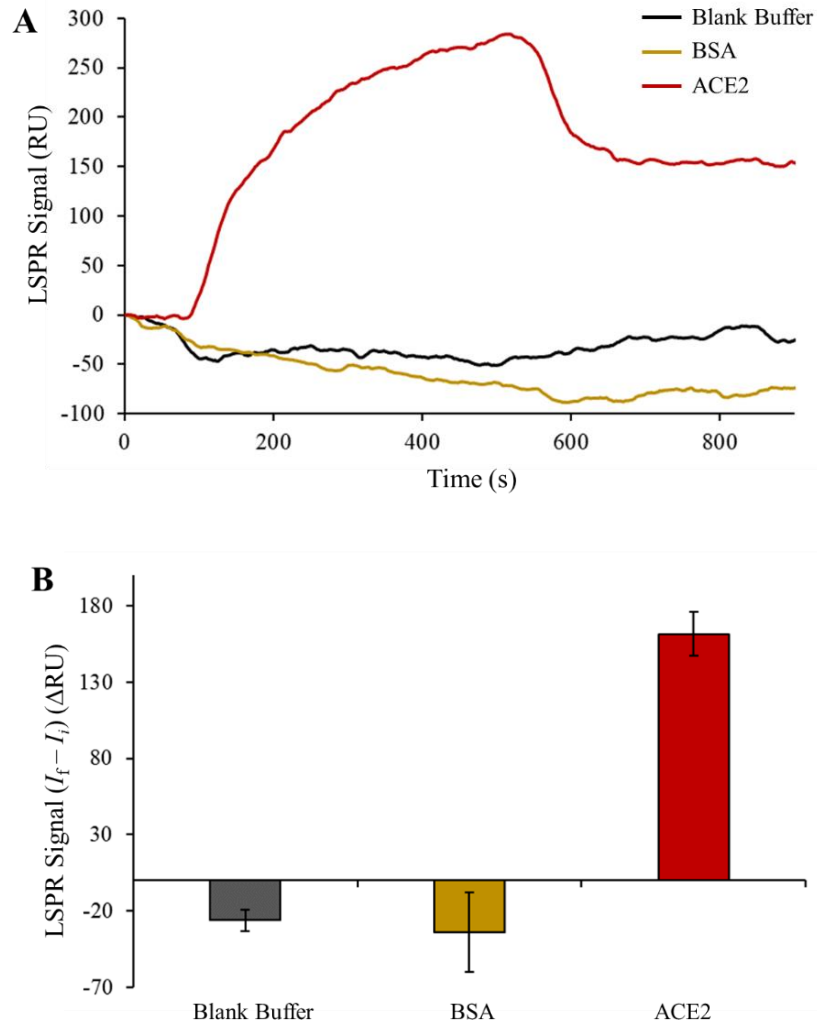 A
LSPR Signal (RU)
300
250
200
150
100
50
0
-50
-100
0
200
400
600
800
Time (s)
Blank Buffer
BSA
ACE2
B
LSPR Signal (If − Ii) (ΔRU)
180
130
80
30
-20
-70
Blank Buffer
BSA
ACE2